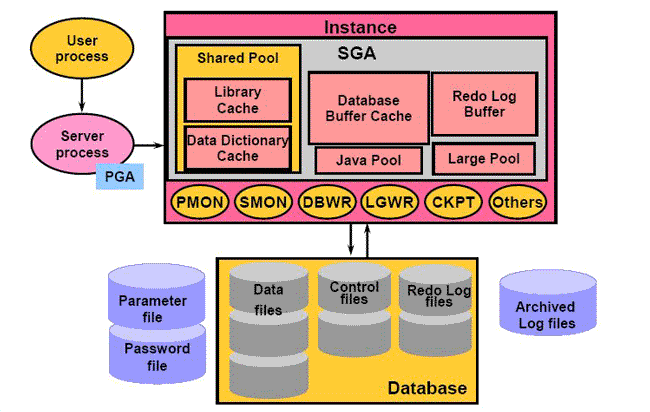 Instance
User
process
SGA
Shared Pool
Library
Cache
Database
Buffer Cache
Redo Log
Buffer
Server
process
Data Dictionary
Cache
Java Pool
Large Pool
PGA
PMON
SMON
DBWR
LGWR
CKPT
Others
Parameter
file
Password
file
Data
files
Control
files
Redo Log
files
Archived
Log files
Database